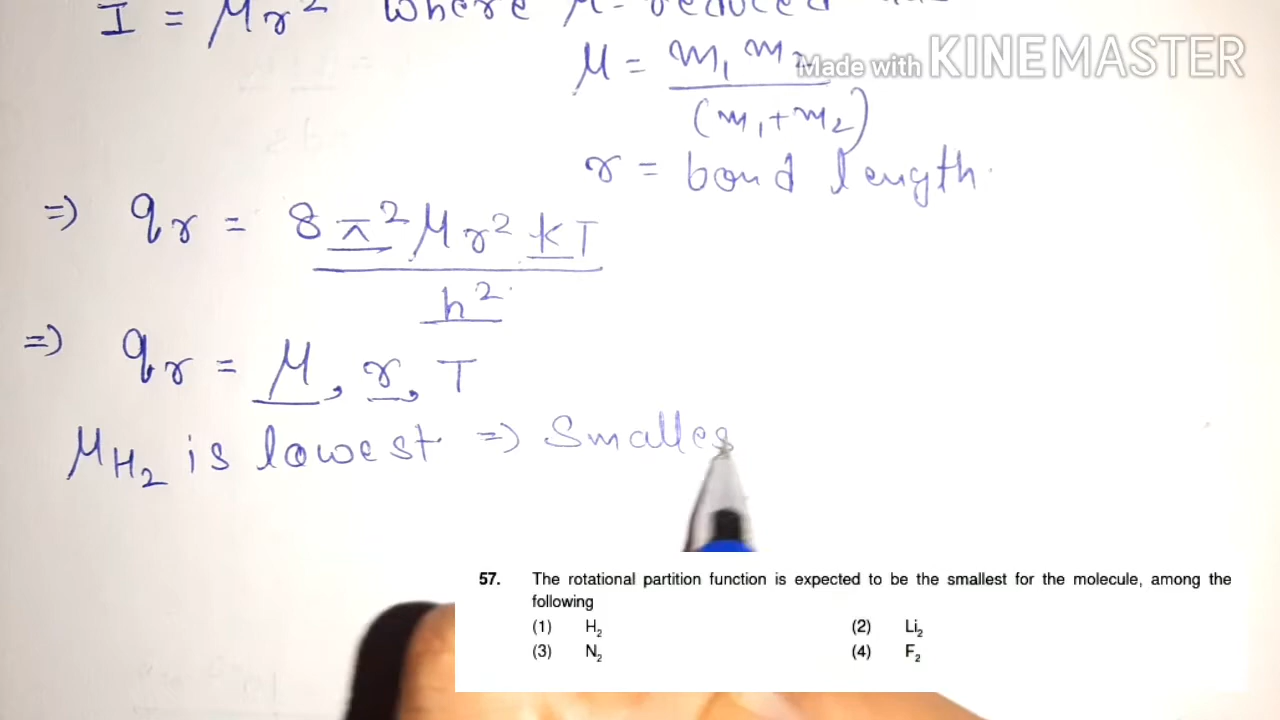 I = μr² where μ = reduced
μ = m₁ m₂
(m₁+m₂)
Made with KINEMASTER
r = bond length.
=) qr = 8π²μr²kT
h²
=) qr = μ, r, T
μH₂ is lowest =) Smalles
57. The rotational partition function is expected to be the smallest for the molecule, among the
following
(1) H₂ (2) Li₂
(3) N₂ (4) F₂